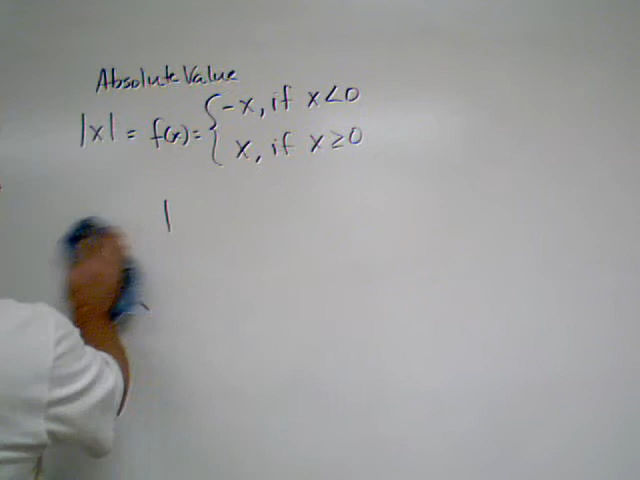 Absolute Value
|x| = f(x) = { -x, if x<0
x, if x≥0
|